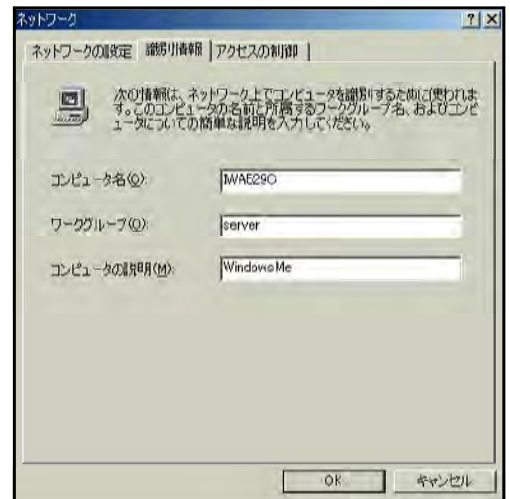 ネットワーク
ネットワークの設定 識別情報 アクセスの制御
次の情報は、ネットワーク上でコンピュータを識別するために使われま
す。このコンピュータの名前と所属するワークグループ名、およびコンピ
ュータについての簡単な説明を入力してください。
コンピュータ名(C):
ワークグループ(O): server
コンピュータの説明(M): WindowsMe
OK キャンセル